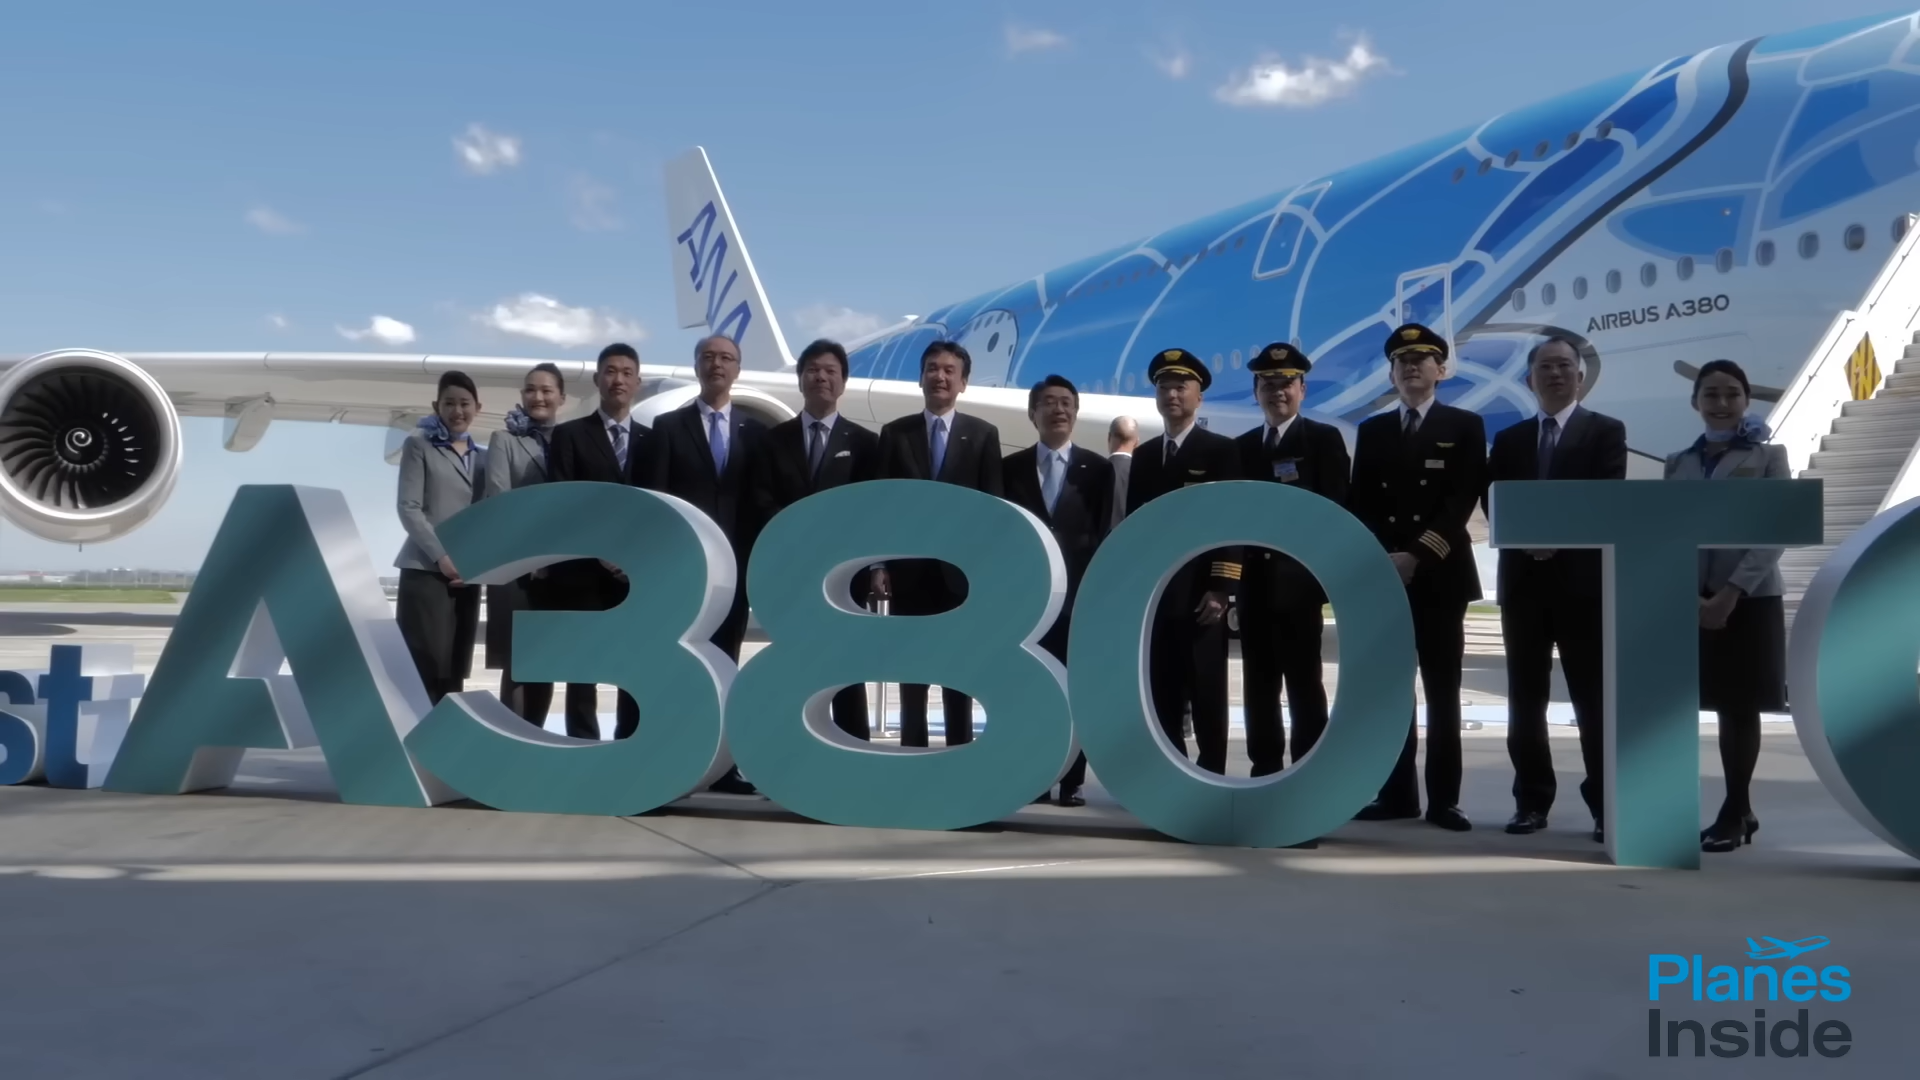 ANA
AIRBUS A380
st A380 T
Planes
Inside